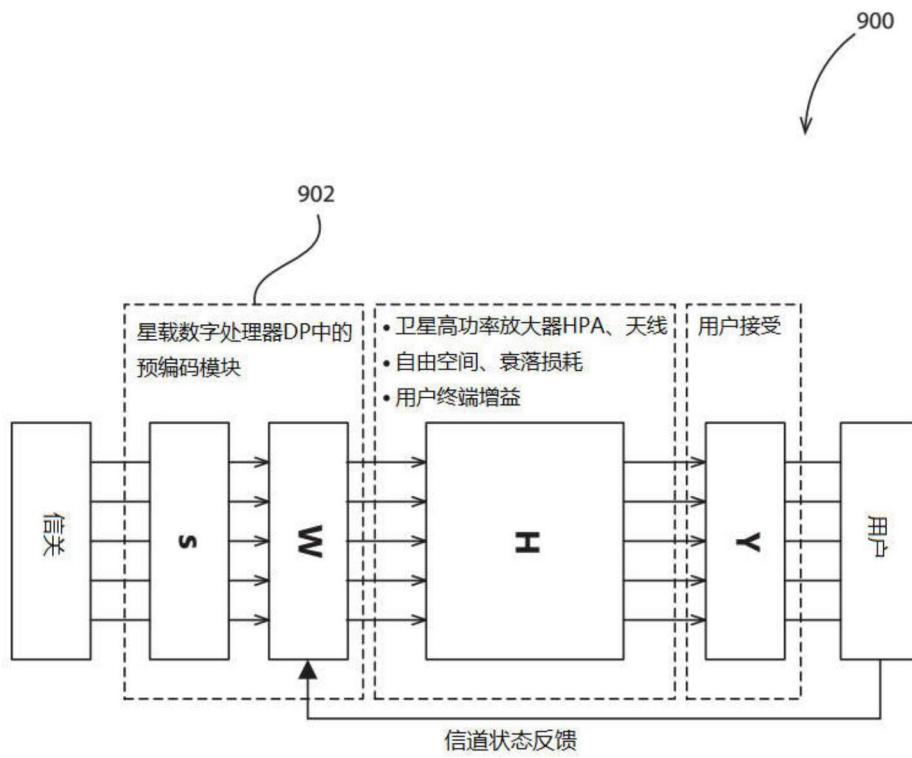 900
902
星载数字处理器DP中的
预编码模块
• 卫星高功率放大器HPA、天线
• 自由空间、衰落损耗
• 用户终端增益
用户接受
信关
s
W
H
Y
用户
信道状态反馈